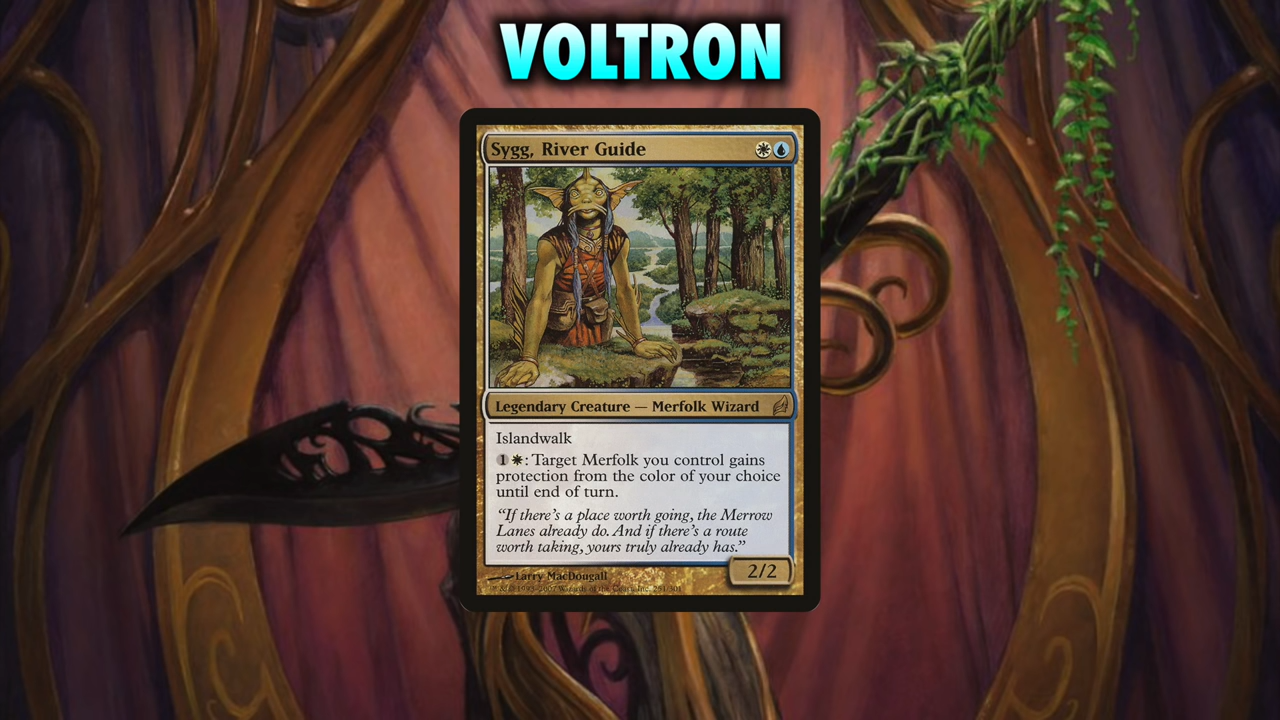 VOLTRON
Sygg, River Guide
Legendary Creature — Merfolk Wizard
Islandwalk
1 : Target Merfolk you control gains
protection from the color of your choice
until end of turn.
“If there’s a place worth going, the Merrow
Lanes already do. And if there’s a route
worth taking, yours truly already has.”
2/2
Larry MacDougall